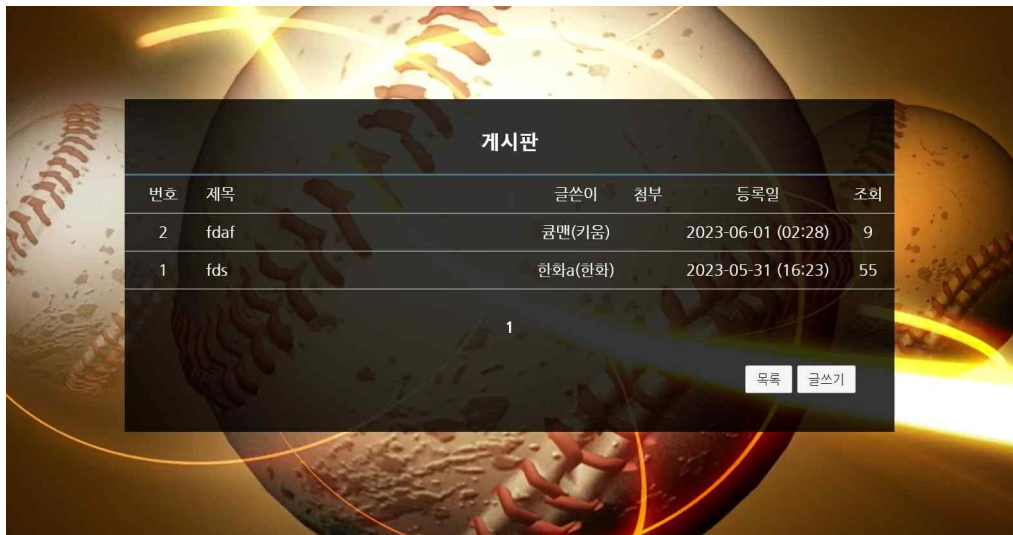 게시판
번호 제목 글쓴이 첨부 등록일 조회
2 fdaf 큠맨(키움) 2023-06-01 (02:28) 9
1 fds 한화a(한화) 2023-05-31 (16:23) 55
1
목록 글쓰기